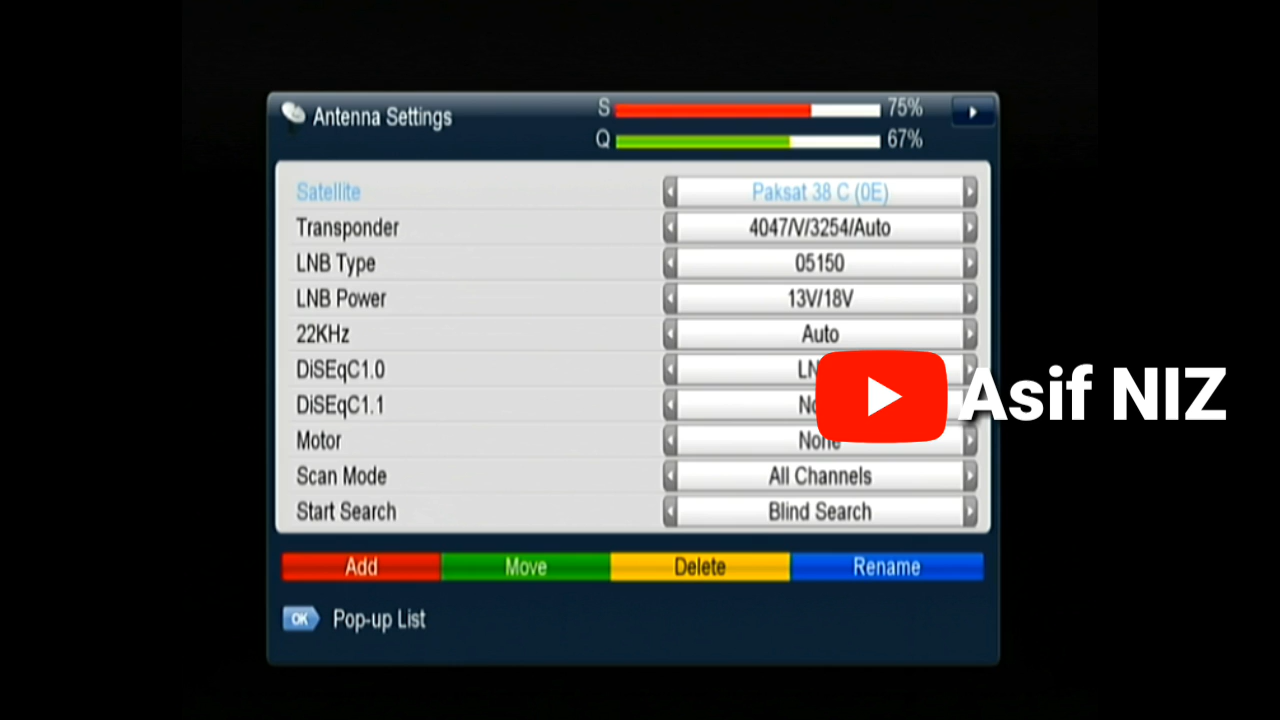 Antenna Settings
S 75%
Q 67%
Satellite Paksat 38 C (0E)
Transponder 4047/V/3254/Auto
LNB Type 05150
LNB Power 13V/18V
22KHz Auto
DiSEqC1.0
DiSEqC1.1
Asif NIZ
Motor None
Scan Mode All Channels
Start Search Blind Search
Add Move Delete Rename
OK Pop-up List